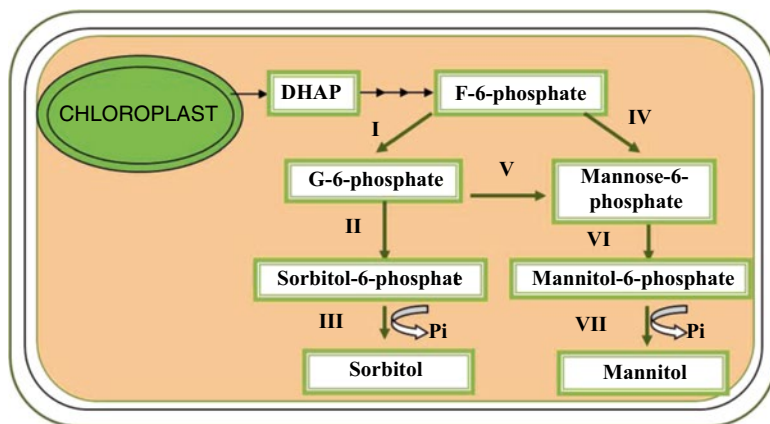 CHLOROPLAST
DHAP
F-6-phosphate
I
IV
G-6-phosphate
V
Mannose-6-
phosphate
II
VI
Sorbitol-6-phosphate
Mannitol-6-phosphate
III
Pi
VII
Pi
Sorbitol
Mannitol